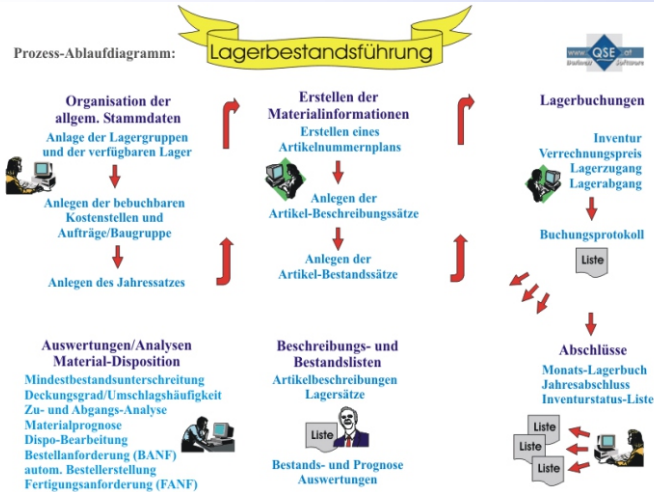 Prozess-Ablaufdiagramm:
Lagerbestandsführung
www.QSE.at
Organisation der
allgem. Stammdaten
Anlage der Lagergruppen
und der verfügbaren Lager
Anlegen der bebuchbaren
Kostenstellen und
Aufträge/Baugruppe
Anlegen des Jahressatzes
Erstellen der
Materialinformationen
Erstellen eines
Artikelnummernplans
Anlegen der
Artikel-Beschreibungssätze
Anlegen der
Artikel-Bestandssätze
Lagerbuchungen
Inventur
Verrechnungspreis
Lagerzugang
Lagerabgang
Buchungsprotokoll
Liste
Auswertungen/Analysen
Material-Disposition
Mindestbestandsunterschreitung
Deckungsgrad/Umschlagshäufigkeit
Zu- und Abgangs-Analyse
Materialprognose
Dispo-Bearbeitung
Bestellanforderung (BANF)
autom. Bestellerstellung
Fertigungsanforderung (FANF)
Beschreibungs- und
Bestandslisten
Artikelbeschreibungen
Lagersätze
Liste
Bestands- und Prognose
Auswertungen
Abschlüsse
Monats-Lagerbuch
Jahresabschluss
Inventurstatus-Liste
Liste
Liste
Liste